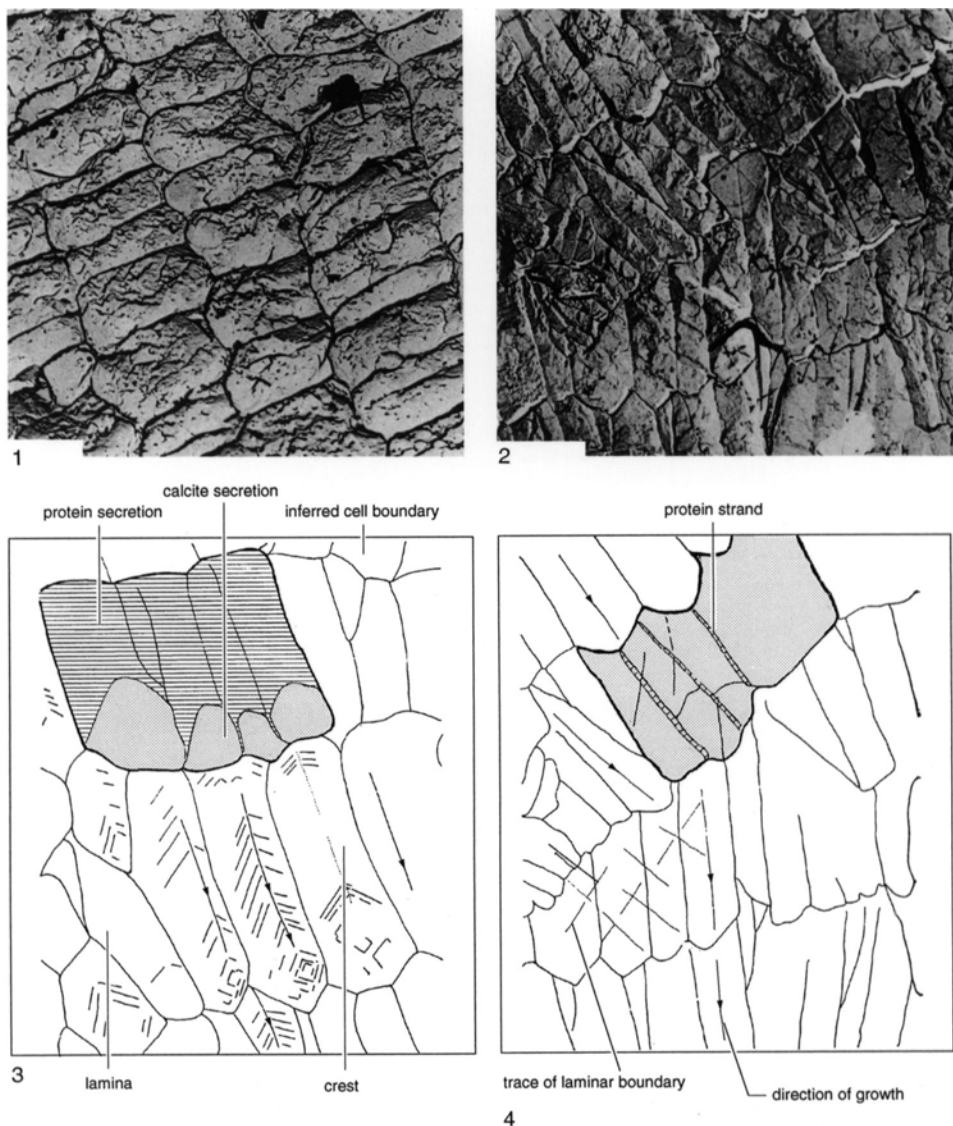 1
2
calcite secretion
protein secretion
inferred cell boundary
protein strand
lamina
crest
3
trace of laminar boundary
direction of growth
4